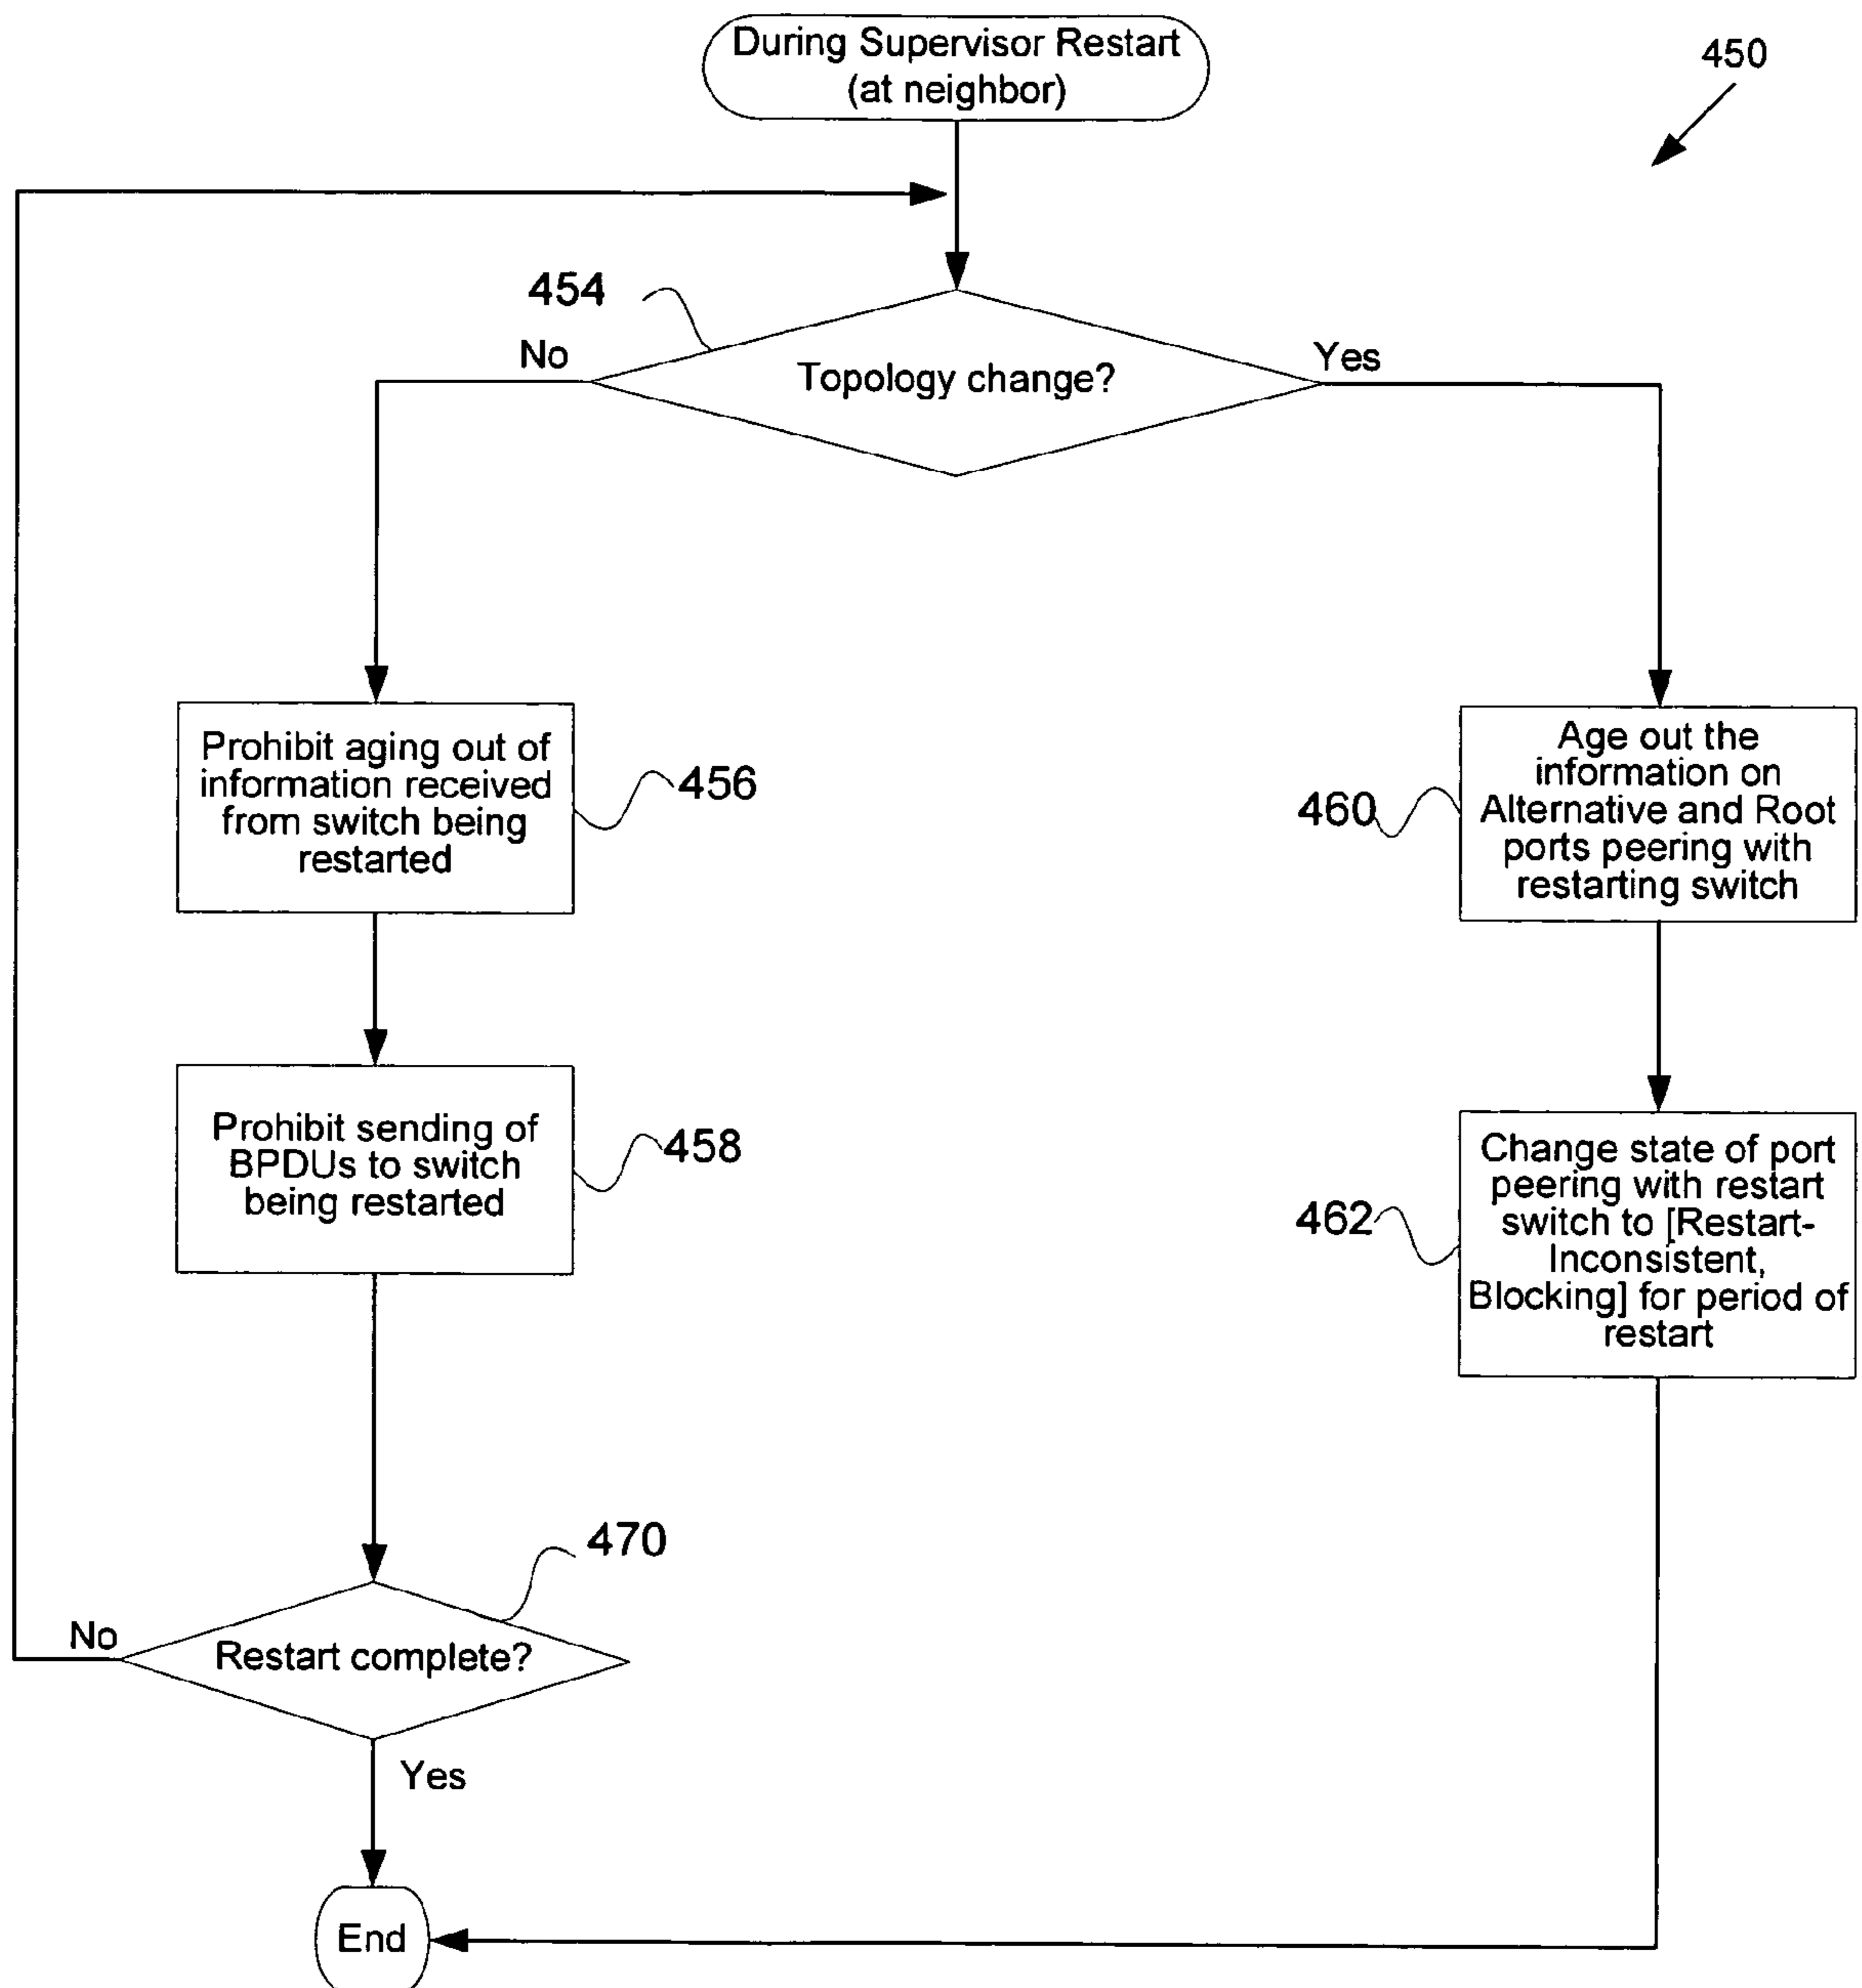 During Supervisor Restart
(at neighbor)
450
454
No
Yes
Topology change?
Prohibit aging out of
information received
from switch being
restarted
456
Age out the
information on
Alternative and Root
ports peering with
restarting switch
460
Prohibit sending of
BPDUs to switch
being restarted
458
Change state of port
peering with restart
switch to [Restart-
Inconsistent,
Blocking] for period of
restart
462
470
No
Restart complete?
Yes
End